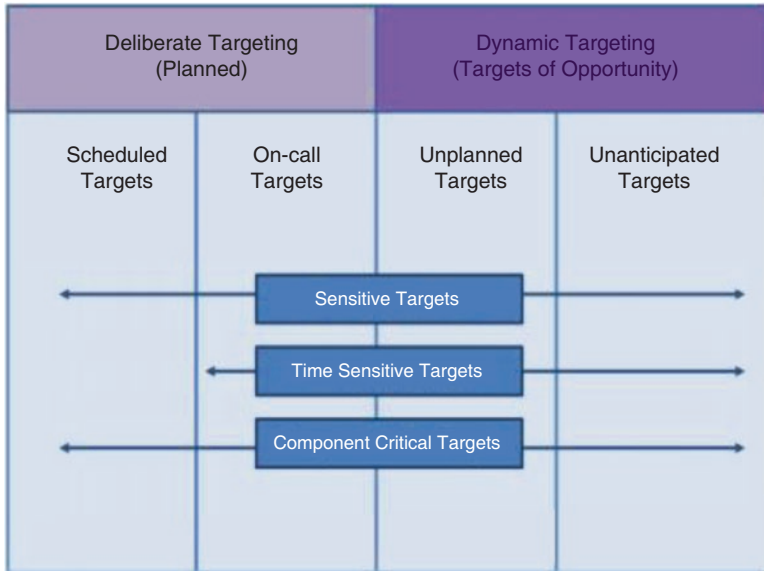 Deliberate Targeting
(Planned)
Dynamic Targeting
(Targets of Opportunity)
Scheduled
Targets
On-call
Targets
Unplanned
Targets
Unanticipated
Targets
Sensitive Targets
Time Sensitive Targets
Component Critical Targets